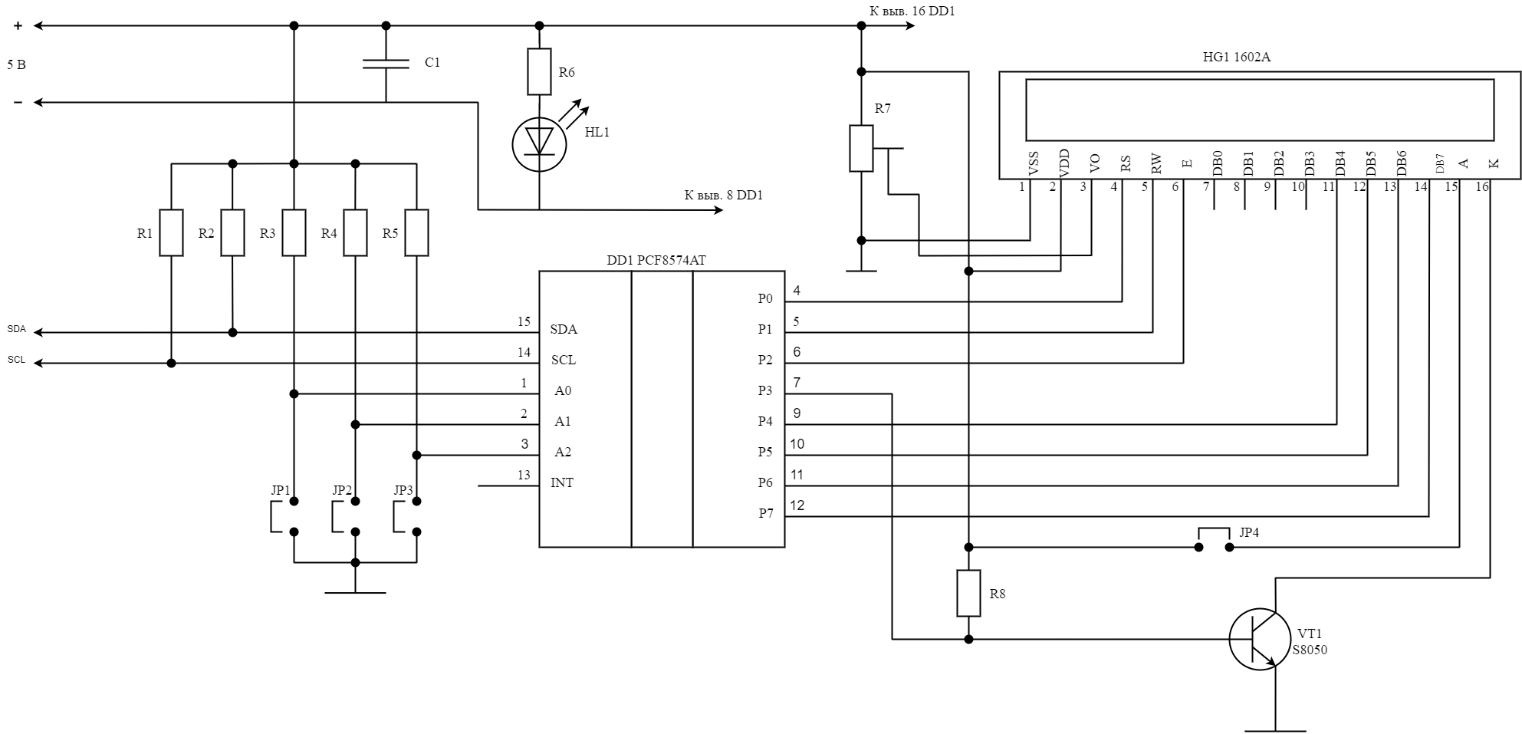 К выв. 16 DD1
+
5 В
C1
HG1 1602A
R6
−
R7
HL1
VSS
VDD
VO
RS
RW
E
DB0
DB1
DB2
DB3
DB4
DB5
DB6
DB7
A
K
1
2
3
4
5
6
7
8
9
10
11
12
13
14
15
16
К выв. 8 DD1
R1
R2
R3
R4
R5
DD1 PCF8574AT
P0
4
SDA
15
SDA
P1
5
SCL
14
SCL
P2
6
1
A0
P3
7
2
A1
P4
9
3
A2
P5
10
13
INT
P6
11
JP1
JP2
JP3
P7
12
JP4
R8
VT1
S8050